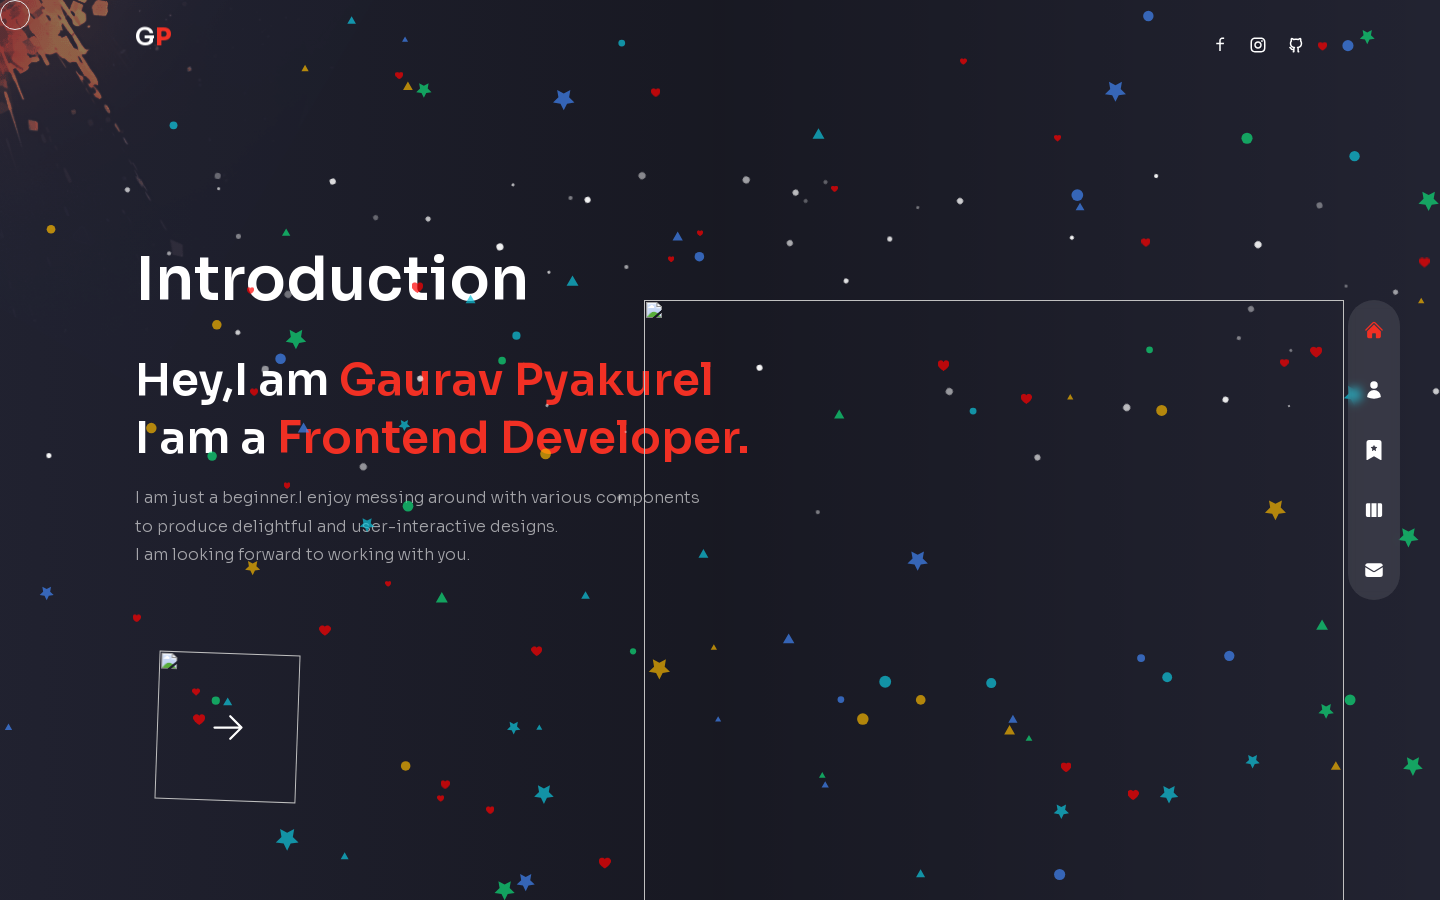 GP
Introduction
Hey,I am Gaurav Pyakurel
I'am a Frontend Developer.
I am just a beginner.I enjoy messing around with various components
to produce delightful and user-interactive designs.
I am looking forward to working with you.